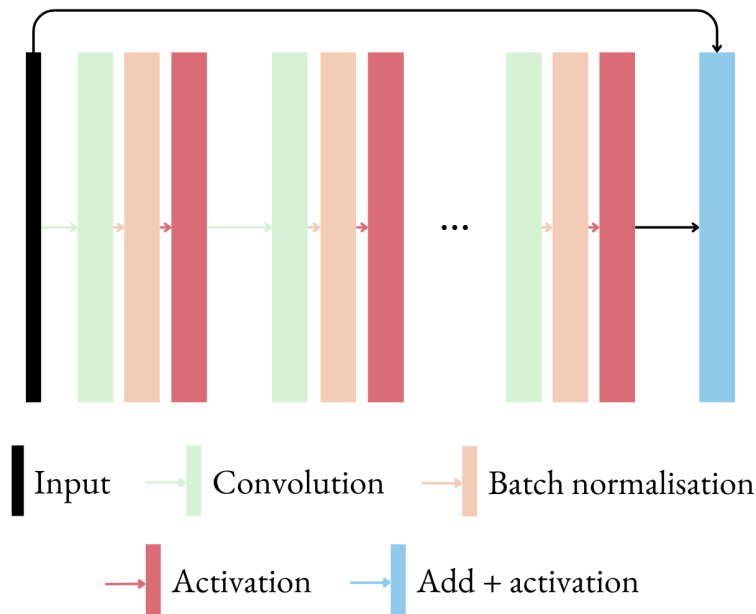 ...
Input Convolution Batch normalisation
Activation Add + activation